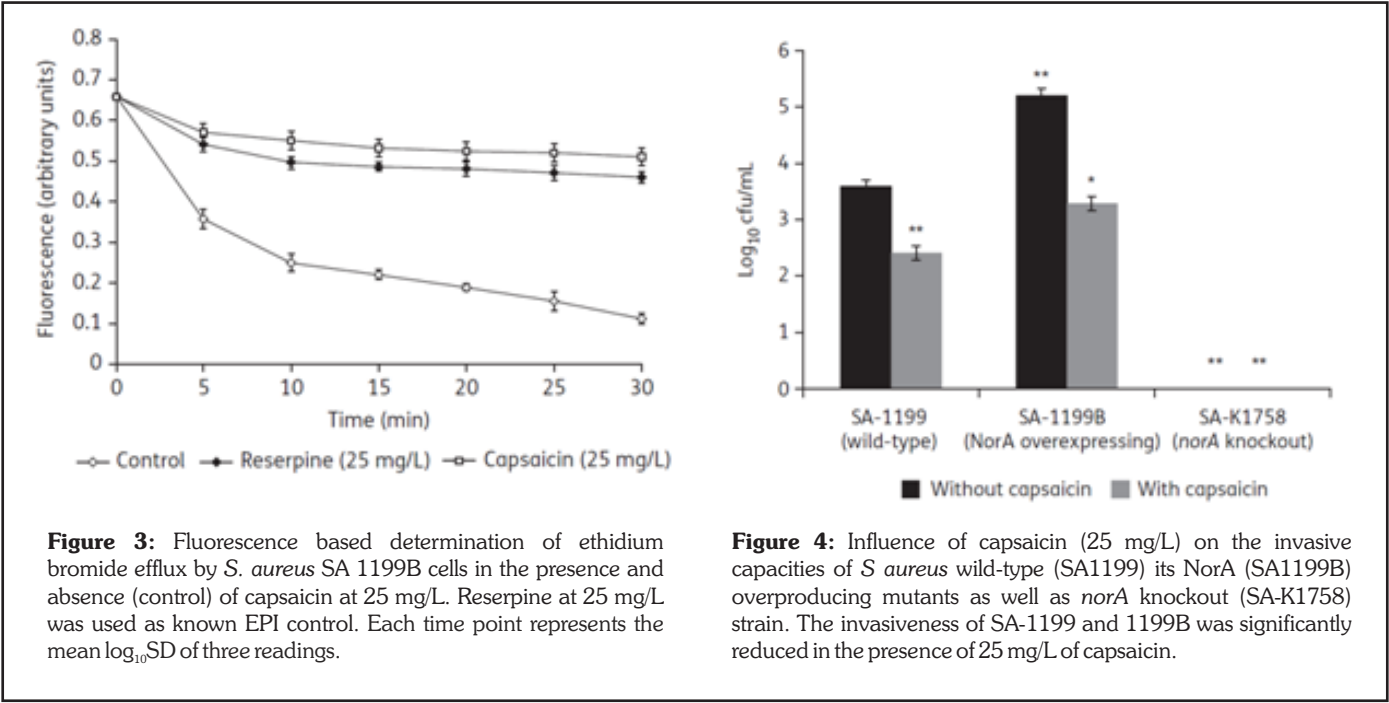 0.8
0.7
0.6
0.5
0.4
0.3
0.2
0.1
0
Fluorescence (arbitrary units)
0 5 10 15 20 25 30
Time (min)
Control Reserpine (25 mg/L) Capsaicin (25 mg/L)
Figure 3: Fluorescence based determination of ethidium
bromide efflux by S. aureus SA 1199B cells in the presence and
absence (control) of capsaicin at 25 mg/L. Reserpine at 25 mg/L
was used as known EPI control. Each time point represents the
mean log₁₀SD of three readings.
6
5
4
3
2
1
0
Log₁₀ cfu/mL
**
**
*
** **
SA-1199 SA-1199B SA-K1758
(wild-type) (NorA overexpressing) (norA knockout)
Without capsaicin With capsaicin
Figure 4: Influence of capsaicin (25 mg/L) on the invasive
capacities of S aureus wild-type (SA1199) its NorA (SA1199B)
overproducing mutants as well as norA knockout (SA-K1758)
strain. The invasiveness of SA-1199 and 1199B was significantly
reduced in the presence of 25 mg/L of capsaicin.